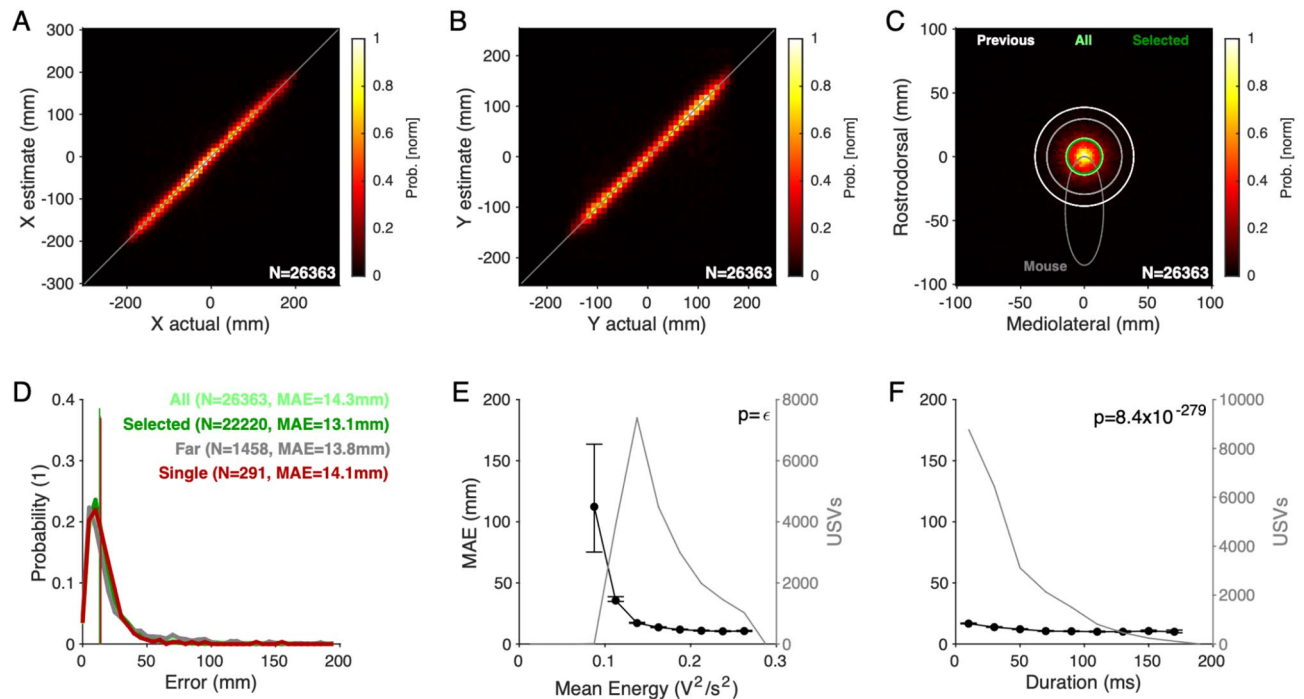 A
300
200
100
0
-100
-200
-300
X estimate (mm)
-200
0
200
X actual (mm)
N=26363
1
0.8
0.6
0.4
0.2
0
Prob. [norm]
B
200
100
0
-100
-200
Y estimate (mm)
-200
-100
0
100
200
Y actual (mm)
N=26363
1
0.8
0.6
0.4
0.2
0
Prob. [norm]
C
100
50
0
-50
-100
Rostrodorsal (mm)
Previous All Selected
Mouse
N=26363
-100
-50
0
50
100
Mediolateral (mm)
1
0.8
0.6
0.4
0.2
0
Prob. [norm]
D
0.4
0.3
0.2
0.1
0
Probability (1)
All (N=26363, MAE=14.3mm)
Selected (N=22220, MAE=13.1mm)
Far (N=1458, MAE=13.8mm)
Single (N=291, MAE=14.1mm)
0
50
100
150
200
Error (mm)
E
200
150
100
50
0
MAE (mm)
p=ϵ
8000
6000
4000
2000
0
USVs
0.1
0.2
0.3
Mean Energy (V²/s²)
F
200
150
100
50
0
p=8.4x10⁻²⁷⁹
10000
8000
6000
4000
2000
0
USVs
0
50
100
150
200
Duration (ms)